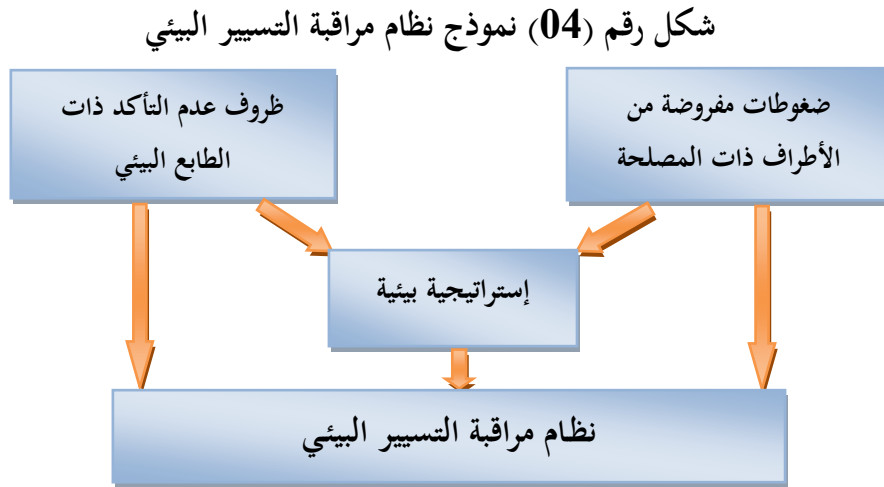 شكل رقم (04) نموذج نظام مراقبة التسيير البيئي
ضغوطات مفروضة من
الأطراف ذات المصلحة
ظروف عدم التأكد ذات
الطابع البيئي
إستراتيجية بيئية
نظام مراقبة التسيير البيئي